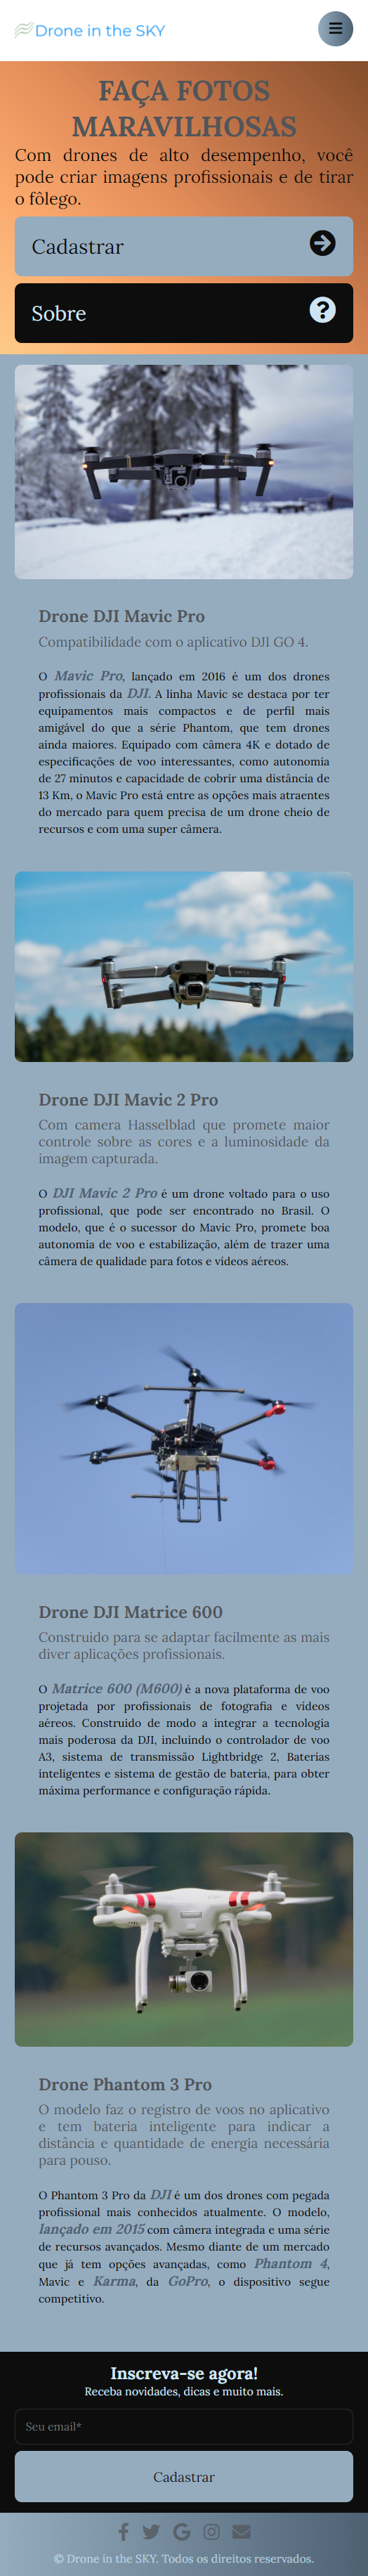 Drone in the SKY
FAÇA FOTOS
MARAVILHOSAS
Com drones de alto desempenho, você
pode criar imagens profissionais e de tirar
o fôlego.
Cadastrar
Sobre
Drone DJI Mavic Pro
Compatibilidade com o aplicativo DJI GO 4.
O Mavic Pro, lançado em 2016 é um dos drones
profissionais da DJI. A linha Mavic se destaca por ter
equipamentos mais compactos e de perfil mais
amigável do que a série Phantom, que tem drones
ainda maiores. Equipado com câmera 4K e dotado de
especificações de voo interessantes, como autonomia
de 27 minutos e capacidade de cobrir uma distância de
13 Km, o Mavic Pro está entre as opções mais atraentes
do mercado para quem precisa de um drone cheio de
recursos e com uma super câmera.
Drone DJI Mavic 2 Pro
Com camera Hasselblad que promete maior
controle sobre as cores e a luminosidade da
imagem capturada.
O DJI Mavic 2 Pro é um drone voltado para o uso
profissional, que pode ser encontrado no Brasil. O
modelo, que é o sucessor do Mavic Pro, promete boa
autonomia de voo e estabilização, além de trazer uma
câmera de qualidade para fotos e vídeos aéreos.
Drone DJI Matrice 600
Construido para se adaptar facilmente as mais
diver aplicações profissionais.
O Matrice 600 (M600) é a nova plataforma de voo
projetada por profissionais de fotografia e vídeos
aéreos. Construido de modo a integrar a tecnologia
mais poderosa da DJI, incluindo o controlador de voo
A3, sistema de transmissão Lightbridge 2, Baterias
inteligentes e sistema de gestão de bateria, para obter
máxima performance e configuração rápida.
Drone Phantom 3 Pro
O modelo faz o registro de voos no aplicativo
e tem bateria inteligente para indicar a
distância e quantidade de energia necessária
para pouso.
O Phantom 3 Pro da DJI é um dos drones com pegada
profissional mais conhecidos atualmente. O modelo,
lançado em 2015 com câmera integrada e uma série
de recursos avançados. Mesmo diante de um mercado
que já tem opções avançadas, como Phantom 4,
Mavic e Karma, da GoPro, o dispositivo segue
competitivo.
Inscreva-se agora!
Receba novidades, dicas e muito mais.
Seu email*
Cadastrar
© Drone in the SKY. Todos os direitos reservados.